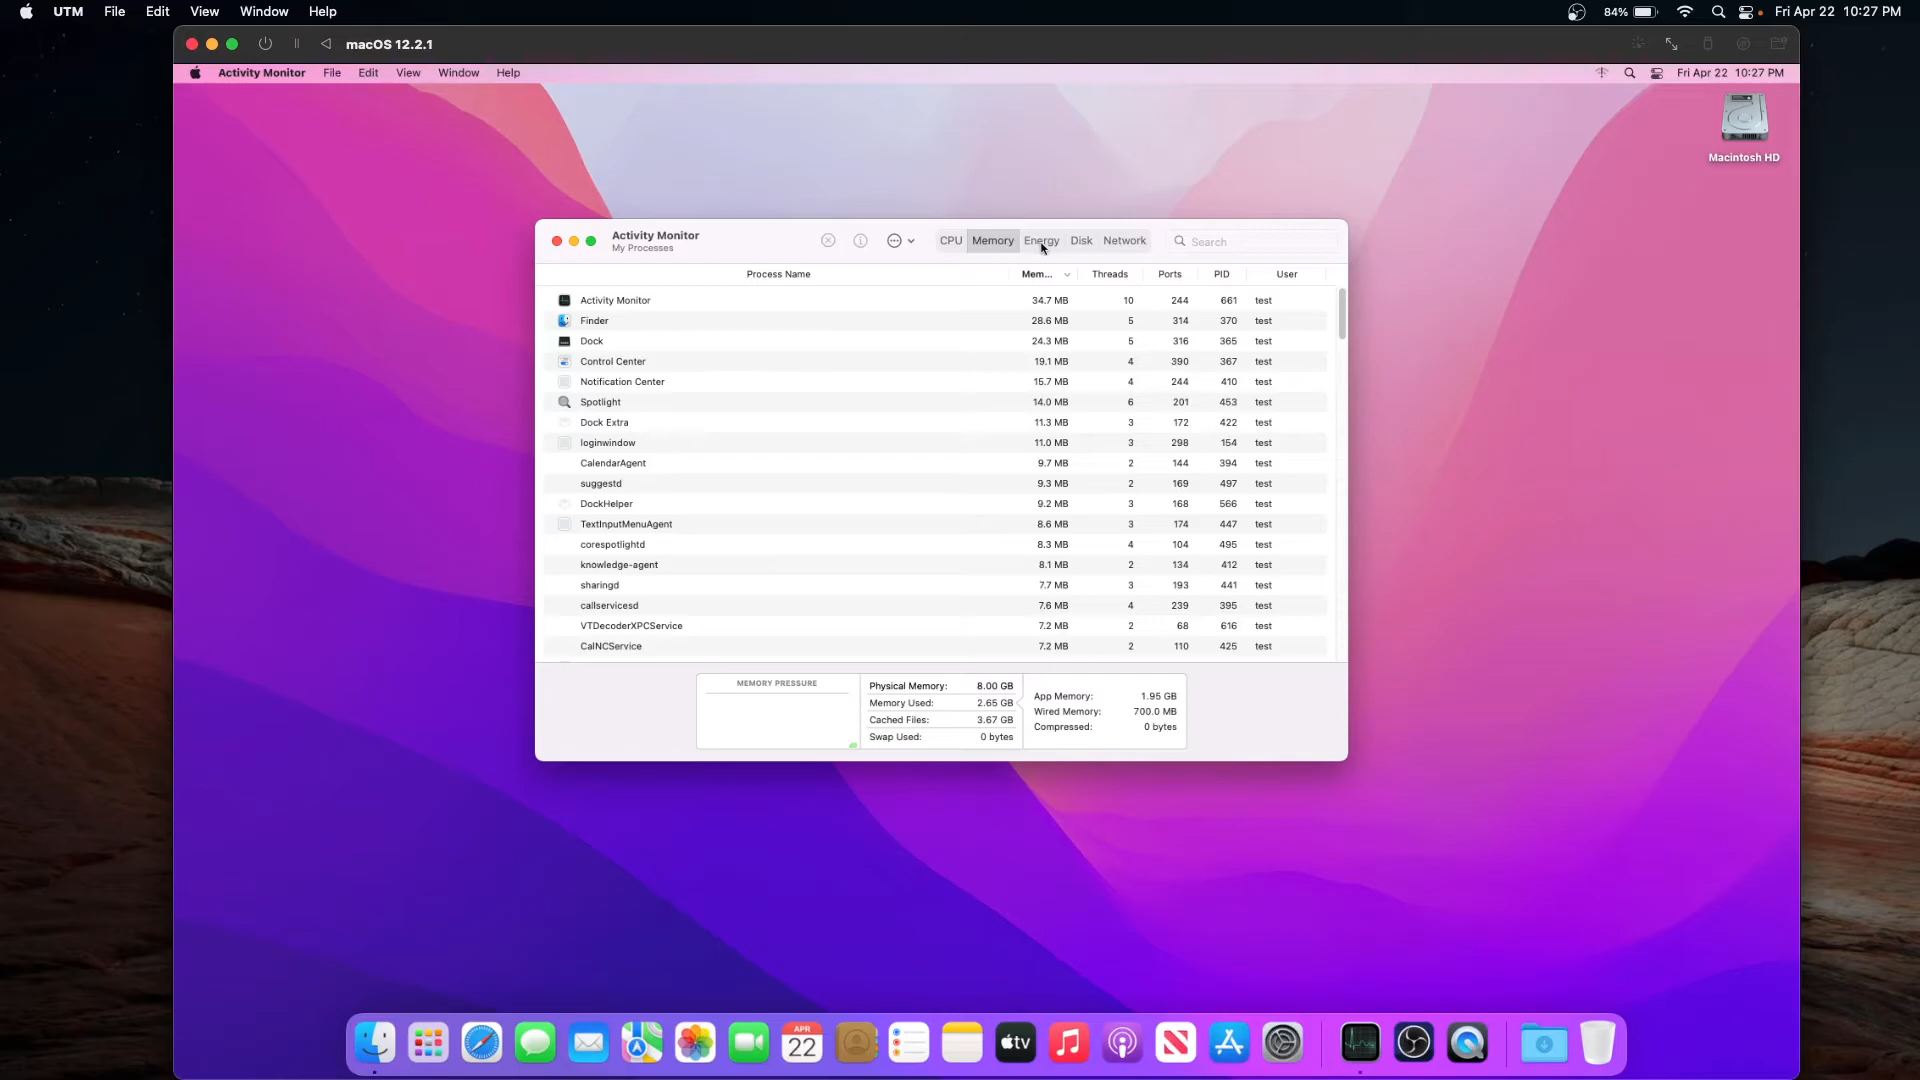 UTM File Edit View Window Help 84% Fri Apr 22 10:27 PM
macOS 12.2.1
Activity Monitor File Edit View Window Help Fri Apr 22 10:27 PM
Macintosh HD
Activity Monitor
My Processes
CPU Memory Energy Disk Network Search
Process Name Mem... Threads Ports PID User
Activity Monitor 34.7 MB 10 244 661 test
Finder 28.6 MB 5 314 370 test
Dock 24.3 MB 5 316 365 test
Control Center 19.1 MB 4 390 367 test
Notification Center 15.7 MB 4 244 410 test
Spotlight 14.0 MB 6 201 453 test
Dock Extra 11.3 MB 3 172 422 test
loginwindow 11.0 MB 3 298 154 test
CalendarAgent 9.7 MB 2 144 394 test
suggestd 9.3 MB 2 169 497 test
DockHelper 9.2 MB 3 168 566 test
TextInputMenuAgent 8.6 MB 3 174 447 test
corespotlightd 8.3 MB 4 104 495 test
knowledge-agent 8.1 MB 2 134 412 test
sharingd 7.7 MB 3 193 441 test
callservicesd 7.6 MB 4 239 395 test
VTDecoderXPCService 7.2 MB 2 68 616 test
CalNCService 7.2 MB 2 110 425 test
MEMORY PRESSURE
Physical Memory: 8.00 GB
Memory Used: 2.65 GB
Cached Files: 3.67 GB
Swap Used: 0 bytes
App Memory: 1.95 GB
Wired Memory: 700.0 MB
Compressed: 0 bytes
APR
22
tv